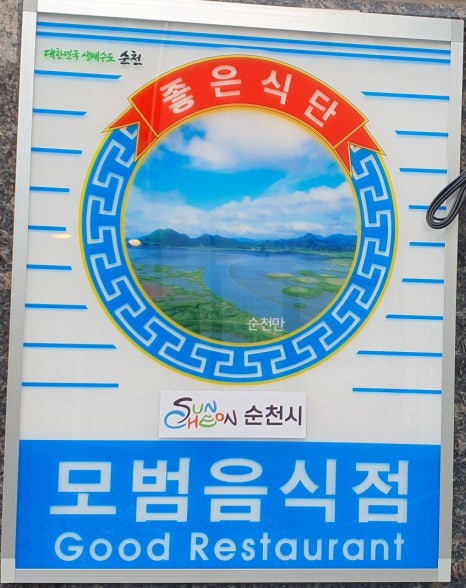 대한민국 생태수도 순천
좋은식단
순천만
SUNCHEON 순천시
모범음식점
Good Restaurant